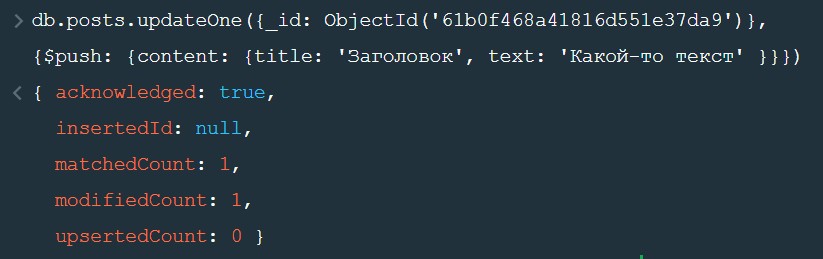 > db.posts.updateOne({_id: ObjectId('61b0f468a41816d551e37da9')},
{$push: {content: {title: 'Заголовок', text: 'Какой-то текст' }}})
< { acknowledged: true,
insertedId: null,
matchedCount: 1,
modifiedCount: 1,
upsertedCount: 0 }